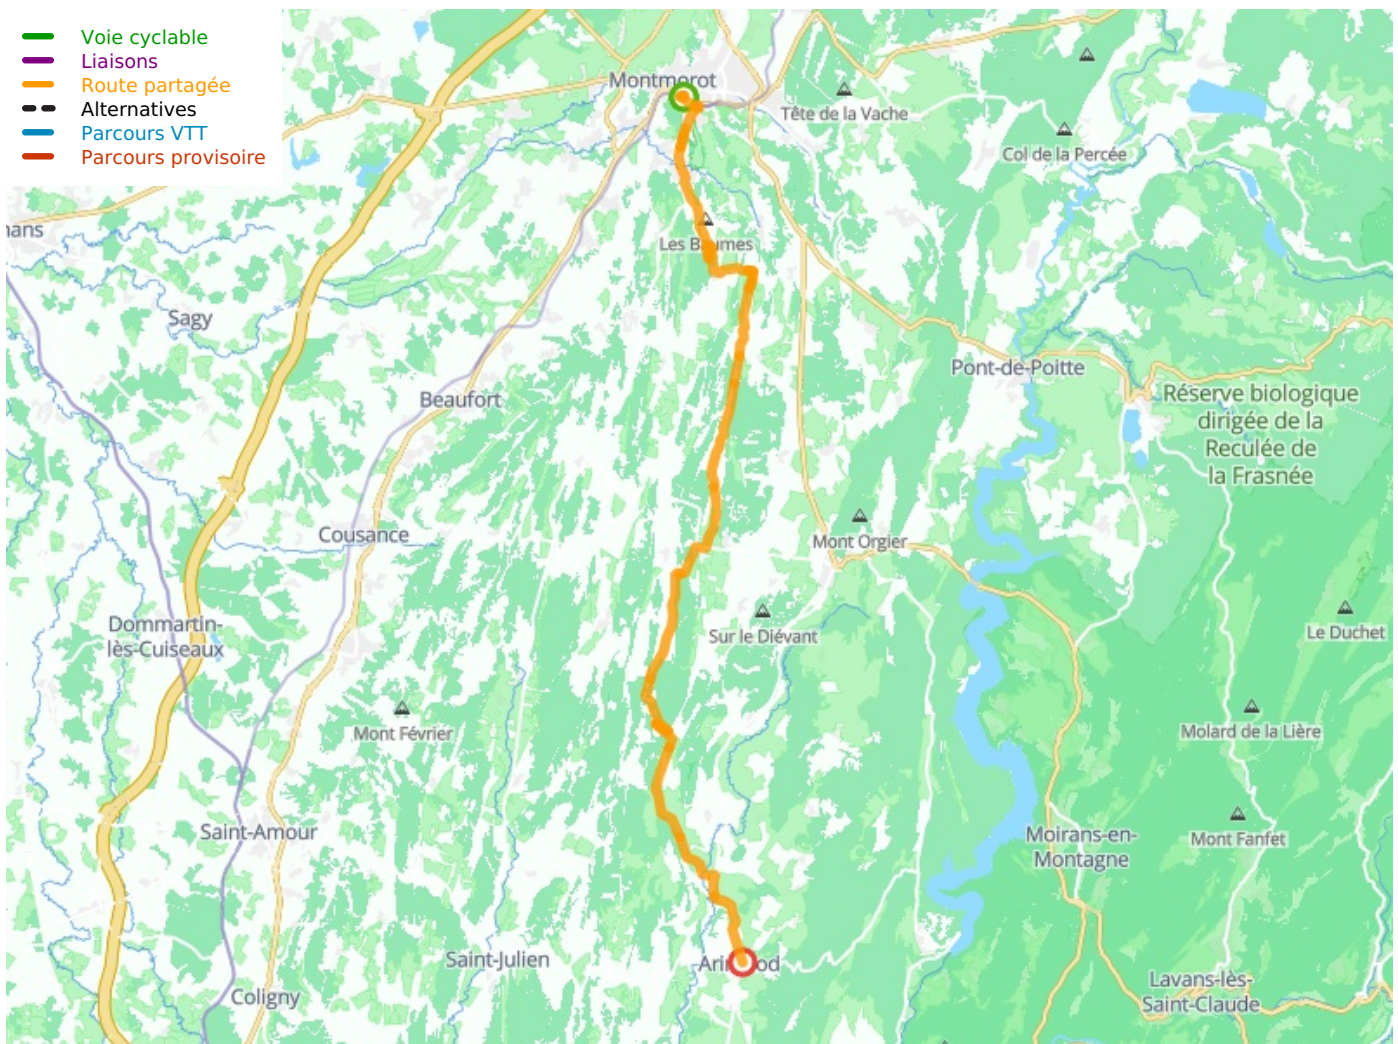 Voie cyclable
Liaisons
Route partagée
Alternatives
Parcours VTT
Parcours provisoire
Montmorot
Tête de la Vache
Col de la Percée
Les Baumes
Sagy
Pont-de-Poitte
Beaufort
Réserve biologique
dirigée de la
Reculée de
la Frasnée
Cousance
Mont Orgier
Dommartin-
lès-Cuiseaux
Sur le Diévant
Le Duchet
Mont Février
Molard de la Lière
Saint-Amour
Moirans-en-
Montagne
Mont Fanfet
Saint-Julien
Lavans-lès-
Saint-Claude
Coligny